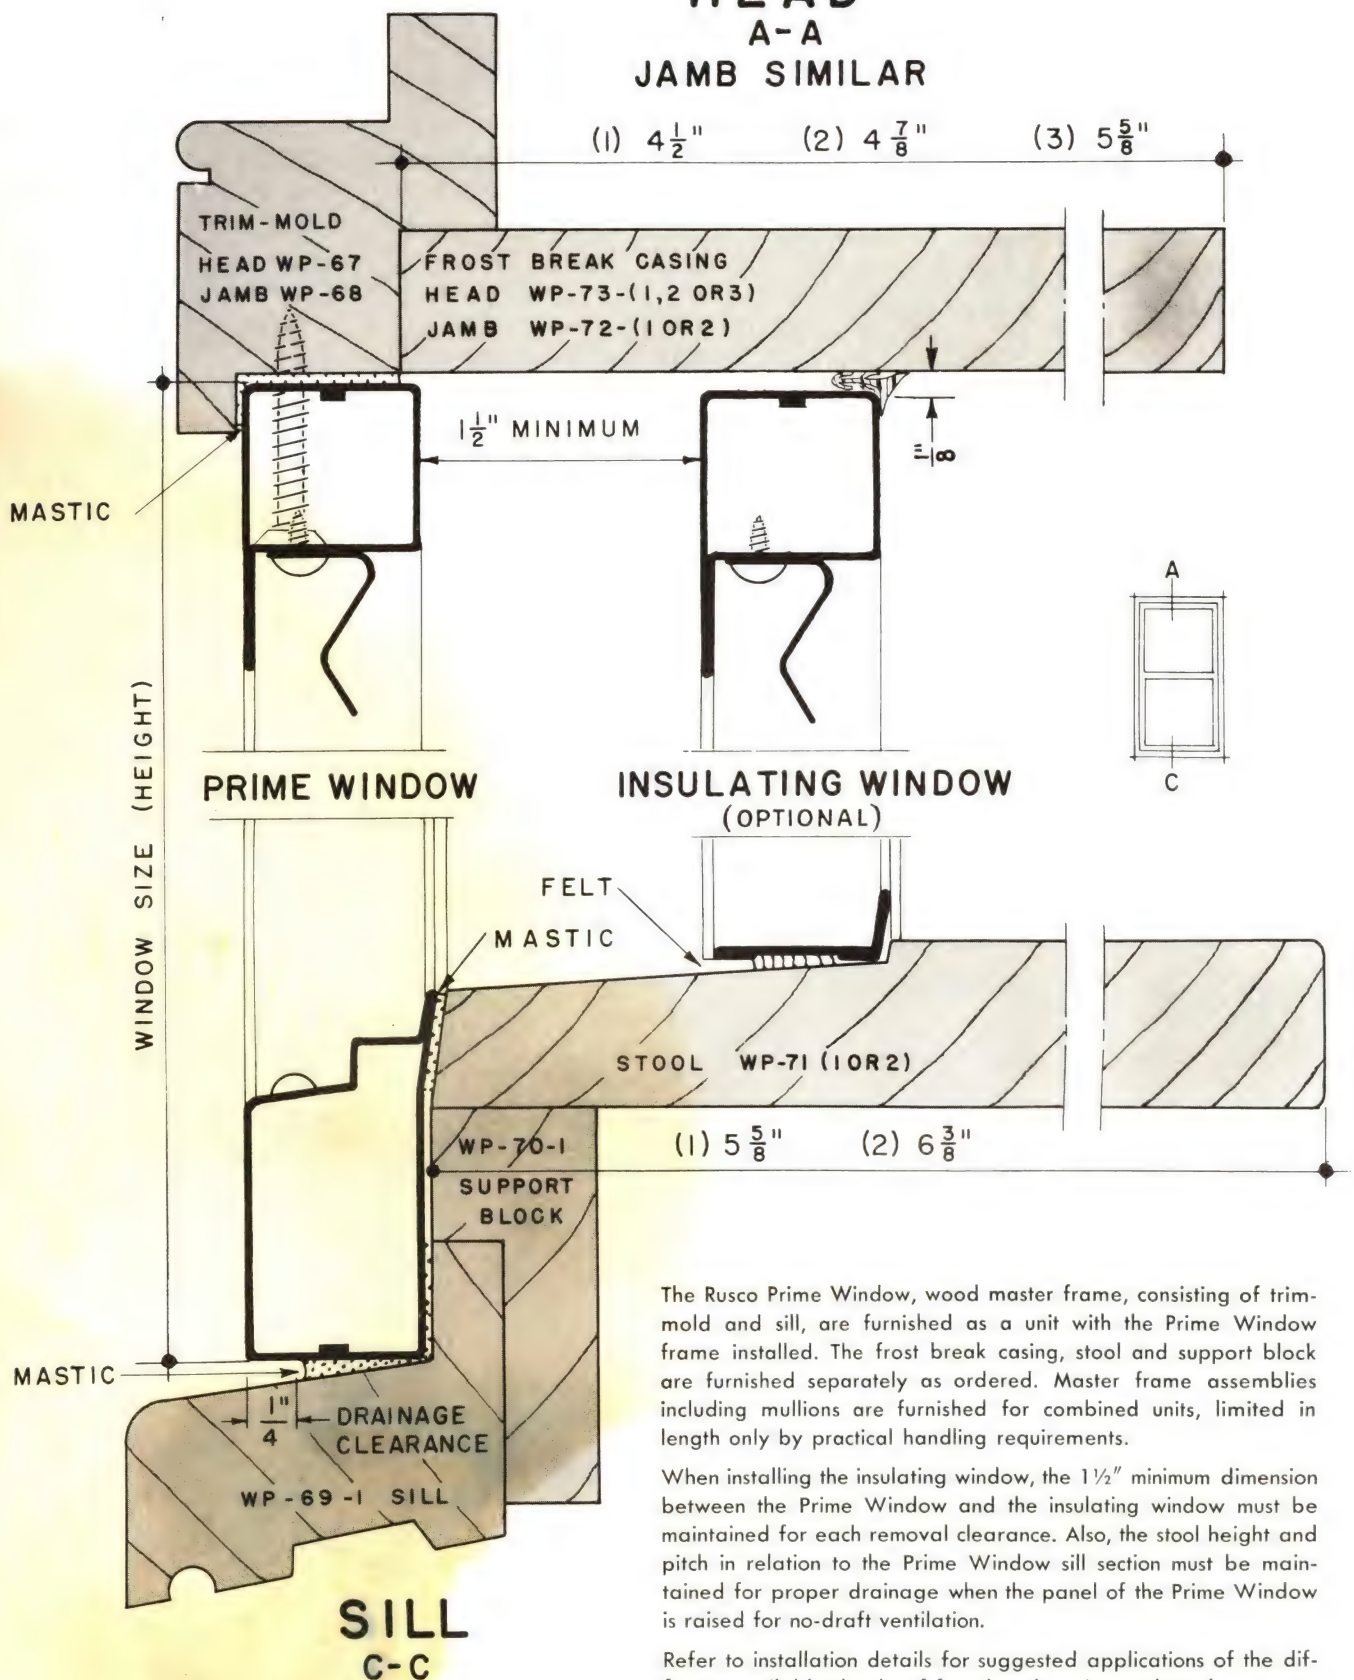 HEAD
A-A
JAMB SIMILAR
(1) 4 1/2" (2) 4 7/8" (3) 5 5/8"
TRIM-MOLD
HEAD WP-67
JAMB WP-68
FROST BREAK CASING
HEAD WP-73-(1,2 OR 3)
JAMB WP-72-(1 OR 2)
1 1/2" MINIMUM
1/8"
MASTIC
A
C
WINDOW SIZE (HEIGHT)
PRIME WINDOW
INSULATING WINDOW
(OPTIONAL)
FELT
MASTIC
STOOL WP-71 (1 OR 2)
WP-70-1
SUPPORT
BLOCK
(1) 5 5/8" (2) 6 3/8"
MASTIC
1/4"
DRAINAGE
CLEARANCE
WP-69-1 SILL
SILL
C-C
The Rusco Prime Window, wood master frame, consisting of trim-
mold and sill, are furnished as a unit with the Prime Window
frame installed. The frost break casing, stool and support block
are furnished separately as ordered. Master frame assemblies
including mullions are furnished for combined units, limited in
length only by practical handling requirements.
When installing the insulating window, the 1½" minimum dimension
between the Prime Window and the insulating window must be
maintained for each removal clearance. Also, the stool height and
pitch in relation to the Prime Window sill section must be main-
tained for proper drainage when the panel of the Prime Window
is raised for no-draft ventilation.
Refer to installation details for suggested applications of the dif-